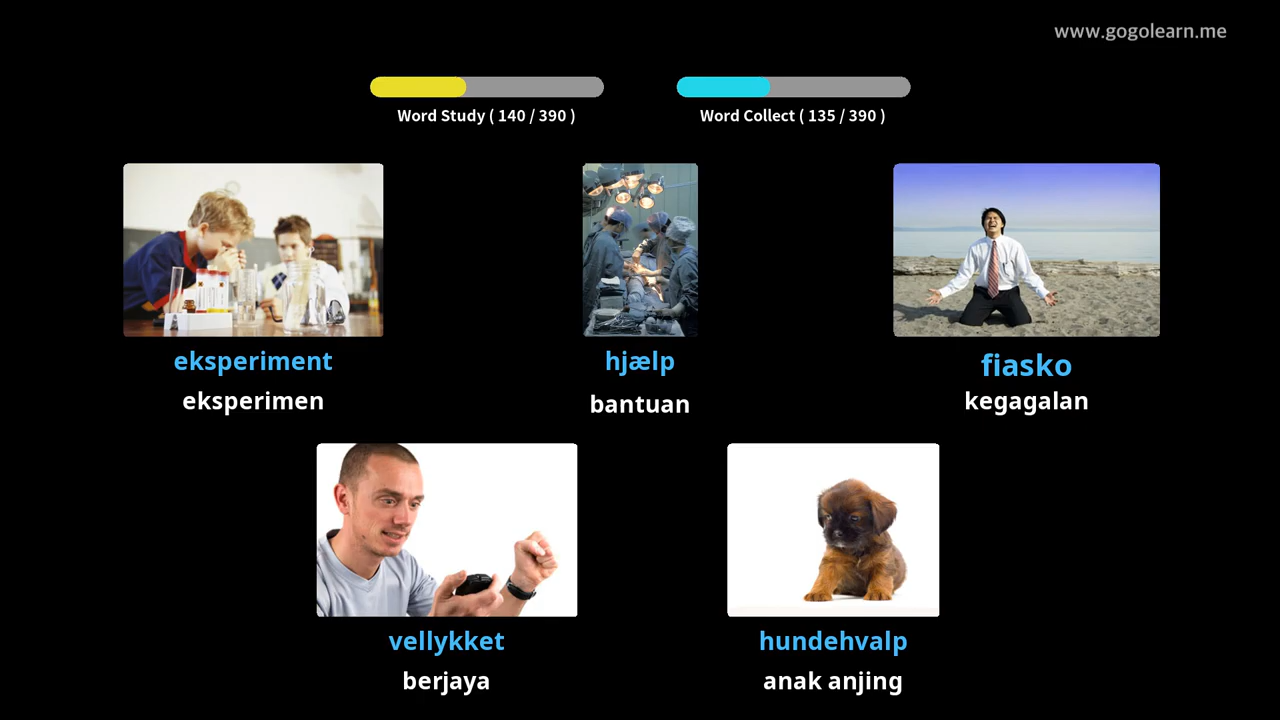 www.gogolearn.me
Word Study ( 140 / 390 )
Word Collect ( 135 / 390 )
eksperiment
eksperimen
hjælp
bantuan
fiasko
kegagalan
vellykket
berjaya
hundehvalp
anak anjing